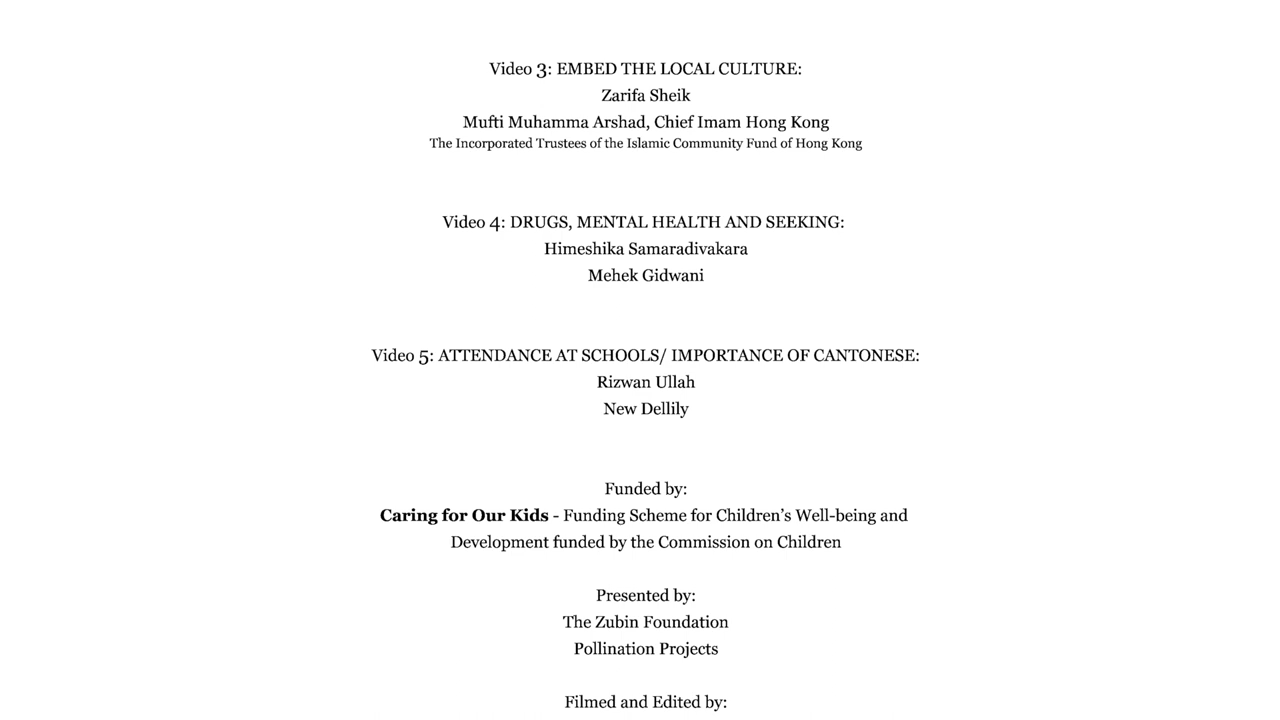 Video 3: EMBED THE LOCAL CULTURE:
Zarifa Sheik
Mufti Muhamma Arshad, Chief Imam Hong Kong
The Incorporated Trustees of the Islamic Community Fund of Hong Kong
Video 4: DRUGS, MENTAL HEALTH AND SEEKING:
Himeshika Samaradivakara
Mehek Gidwani
Video 5: ATTENDANCE AT SCHOOLS/ IMPORTANCE OF CANTONESE:
Rizwan Ullah
New Dellily
Funded by:
Caring for Our Kids - Funding Scheme for Children’s Well-being and
Development funded by the Commission on Children
Presented by:
The Zubin Foundation
Pollination Projects
Filmed and Edited by: